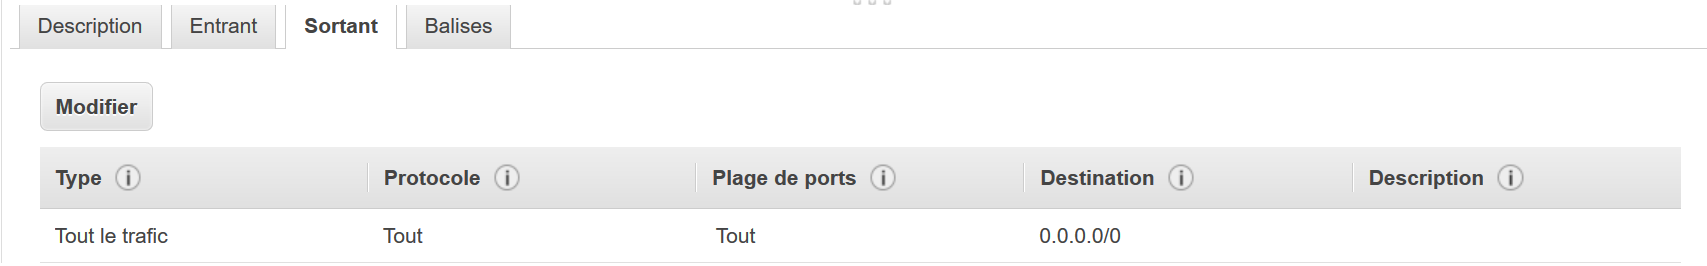 Description Entrant Sortant Balises
Modifier
Type Protocole Plage de ports Destination Description
Tout le trafic Tout Tout 0.0.0.0/0